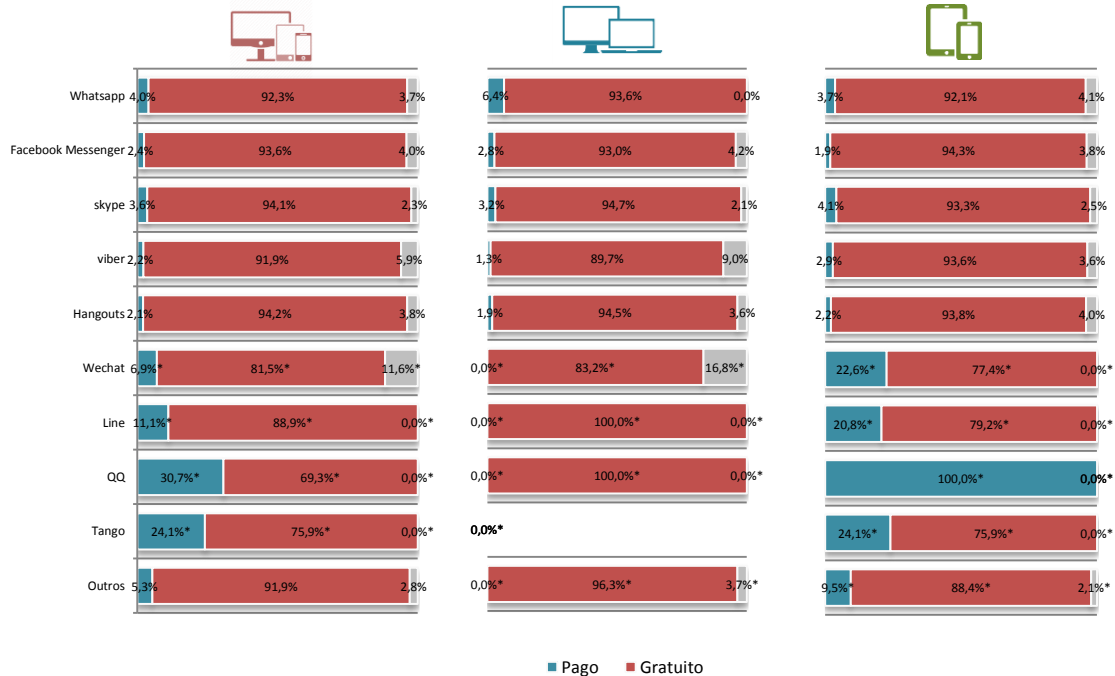 Whatsapp 4,0% 92,3% 3,7% 6,4% 93,6% 0,0% 3,7% 92,1% 4,1%
Facebook Messenger 2,4% 93,6% 4,0% 2,8% 93,0% 4,2% 1,9% 94,3% 3,8%
skype 3,6% 94,1% 2,3% 3,2% 94,7% 2,1% 4,1% 93,3% 2,5%
viber 2,2% 91,9% 5,9% 1,3% 89,7% 9,0% 2,9% 93,6% 3,6%
Hangouts 2,1% 94,2% 3,8% 1,9% 94,5% 3,6% 2,2% 93,8% 4,0%
Wechat 6,9%* 81,5%* 11,6%* 0,0%* 83,2%* 16,8%* 22,6%* 77,4%* 0,0%*
Line 11,1%* 88,9%* 0,0%* 0,0%* 100,0%* 0,0%* 20,8%* 79,2%* 0,0%*
QQ 30,7%* 69,3%* 0,0%* 0,0%* 100,0%* 0,0%* 100,0%* 0,0%*
Tango 24,1%* 75,9%* 0,0%* 0,0%* 24,1%* 75,9%* 0,0%*
Outros 5,3% 91,9% 2,8% 0,0%* 96,3%* 3,7%* 9,5%* 88,4%* 2,1%*
Pago Gratuito